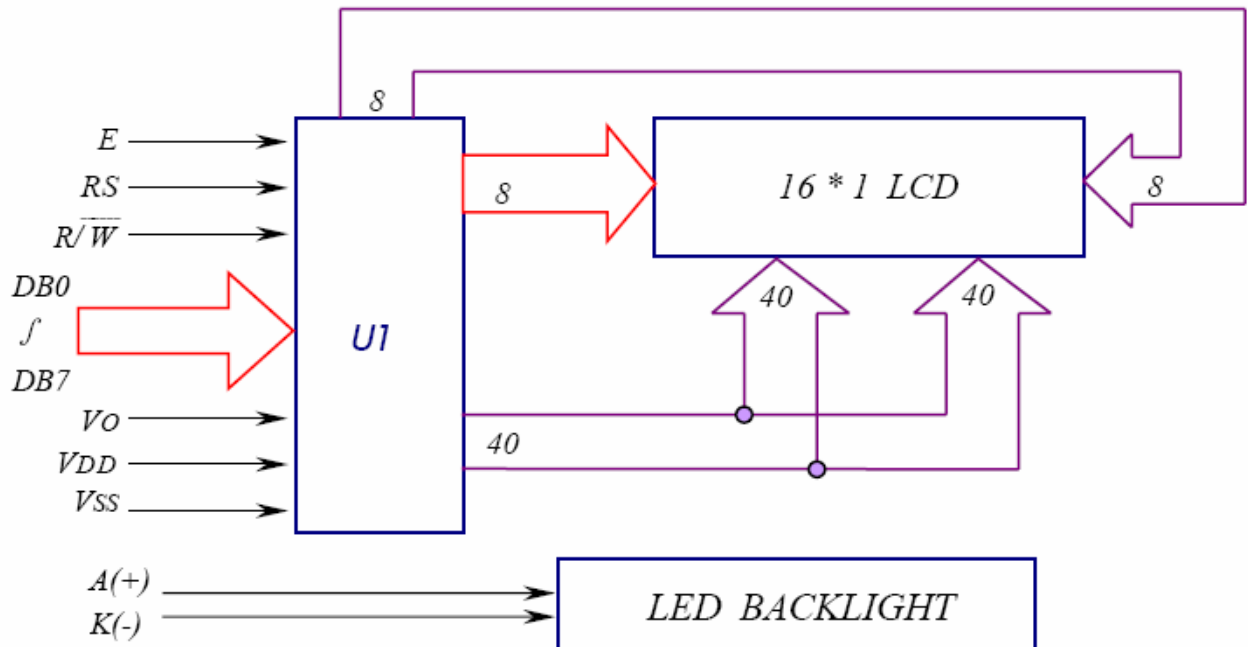 8
E
RS
R/W
8
16 * 1 LCD
8
DB0
∫
DB7
U1
40
40
VO
40
VDD
VSS
A(+)
K(-)
LED BACKLIGHT